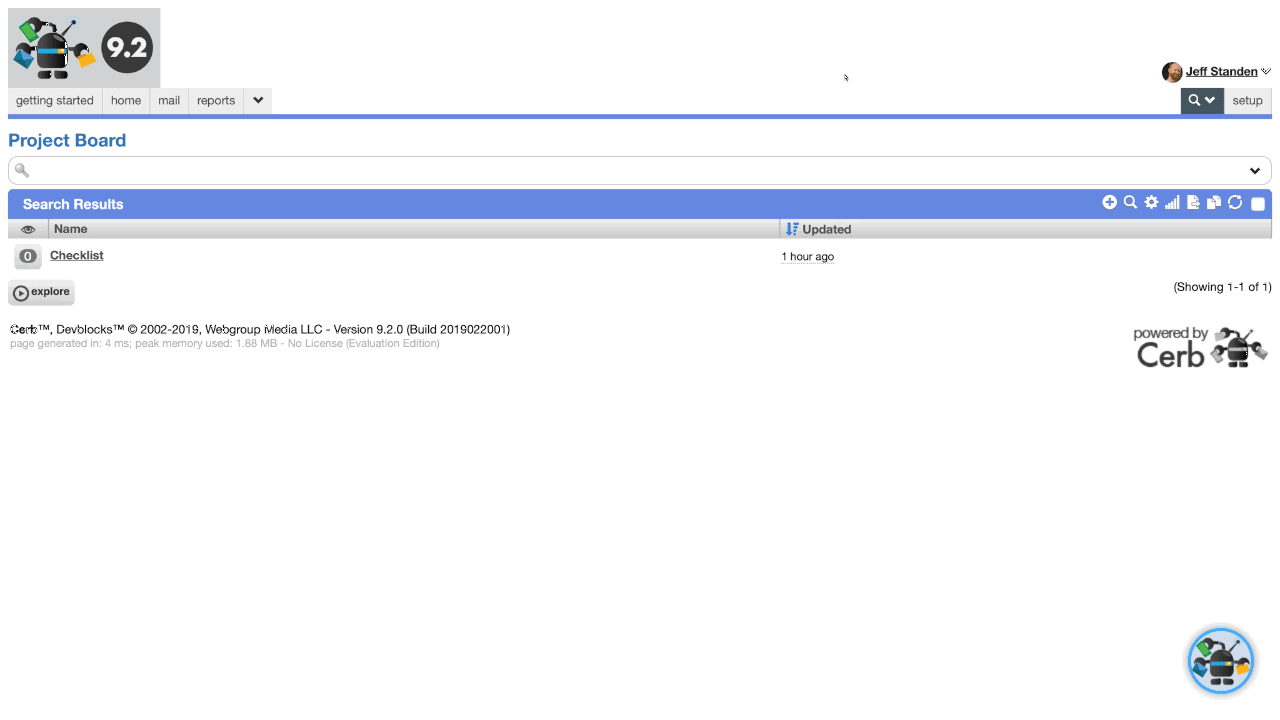 9.2
Jeff Standen
getting started home mail reports
setup
Project Board
Search Results
Name Updated
0 Checklist 1 hour ago
explore
(Showing 1-1 of 1)
Cerb™, Devblocks™ © 2002-2019, Webgroup Media LLC - Version 9.2.0 (Build 2019022001)
page generated in: 4 ms; peak memory used: 1.88 MB - No License (Evaluation Edition)
powered by
Cerb